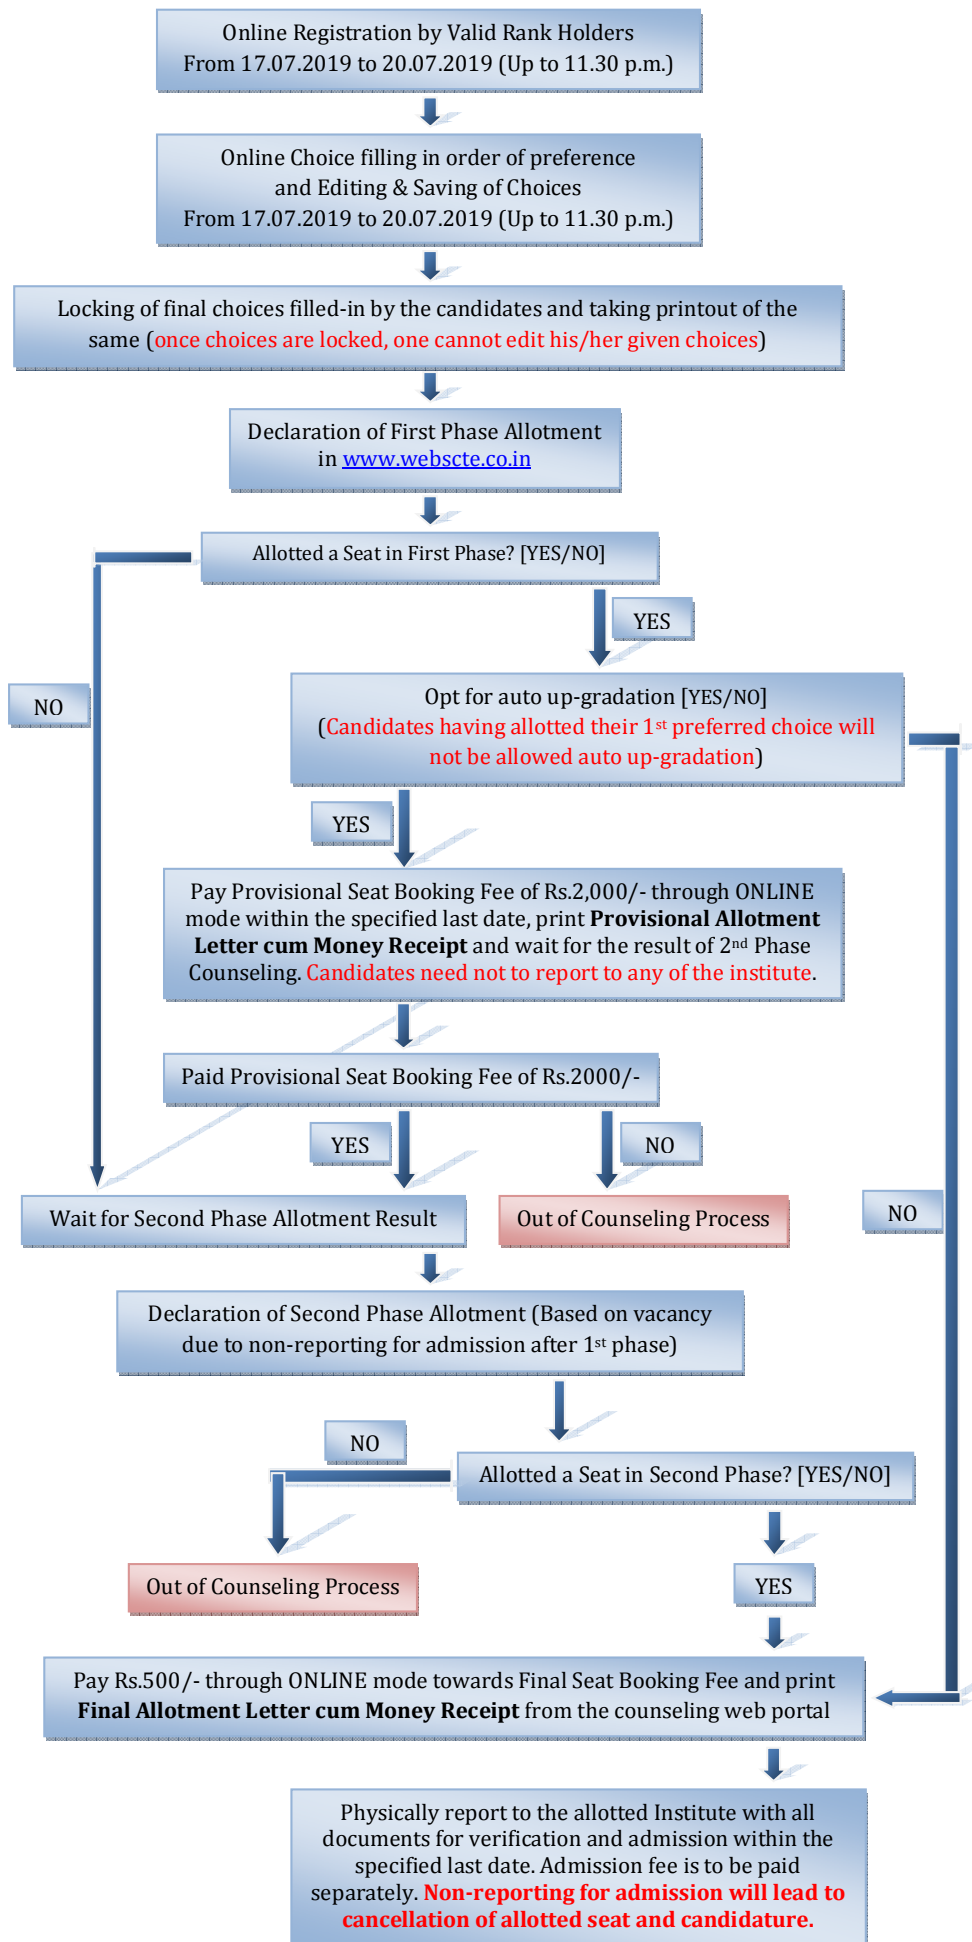 Online Registration by Valid Rank Holders
From 17.07.2019 to 20.07.2019 (Up to 11.30 p.m.)
Online Choice filling in order of preference
and Editing & Saving of Choices
From 17.07.2019 to 20.07.2019 (Up to 11.30 p.m.)
Locking of final choices filled-in by the candidates and taking printout of the
same (once choices are locked, one cannot edit his/her given choices)
Declaration of First Phase Allotment
in www.webscte.co.in
Allotted a Seat in First Phase? [YES/NO]
YES
NO
Opt for auto up-gradation [YES/NO]
(Candidates having allotted their 1st preferred choice will
not be allowed auto up-gradation)
YES
Pay Provisional Seat Booking Fee of Rs.2,000/- through ONLINE
mode within the specified last date, print Provisional Allotment
Letter cum Money Receipt and wait for the result of 2nd Phase
Counseling. Candidates need not to report to any of the institute.
Paid Provisional Seat Booking Fee of Rs.2000/-
YES
NO
Wait for Second Phase Allotment Result
Out of Counseling Process
NO
Declaration of Second Phase Allotment (Based on vacancy
due to non-reporting for admission after 1st phase)
NO
Allotted a Seat in Second Phase? [YES/NO]
Out of Counseling Process
YES
Pay Rs.500/- through ONLINE mode towards Final Seat Booking Fee and print
Final Allotment Letter cum Money Receipt from the counseling web portal
Physically report to the allotted Institute with all
documents for verification and admission within the
specified last date. Admission fee is to be paid
separately. Non-reporting for admission will lead to
cancellation of allotted seat and candidature.